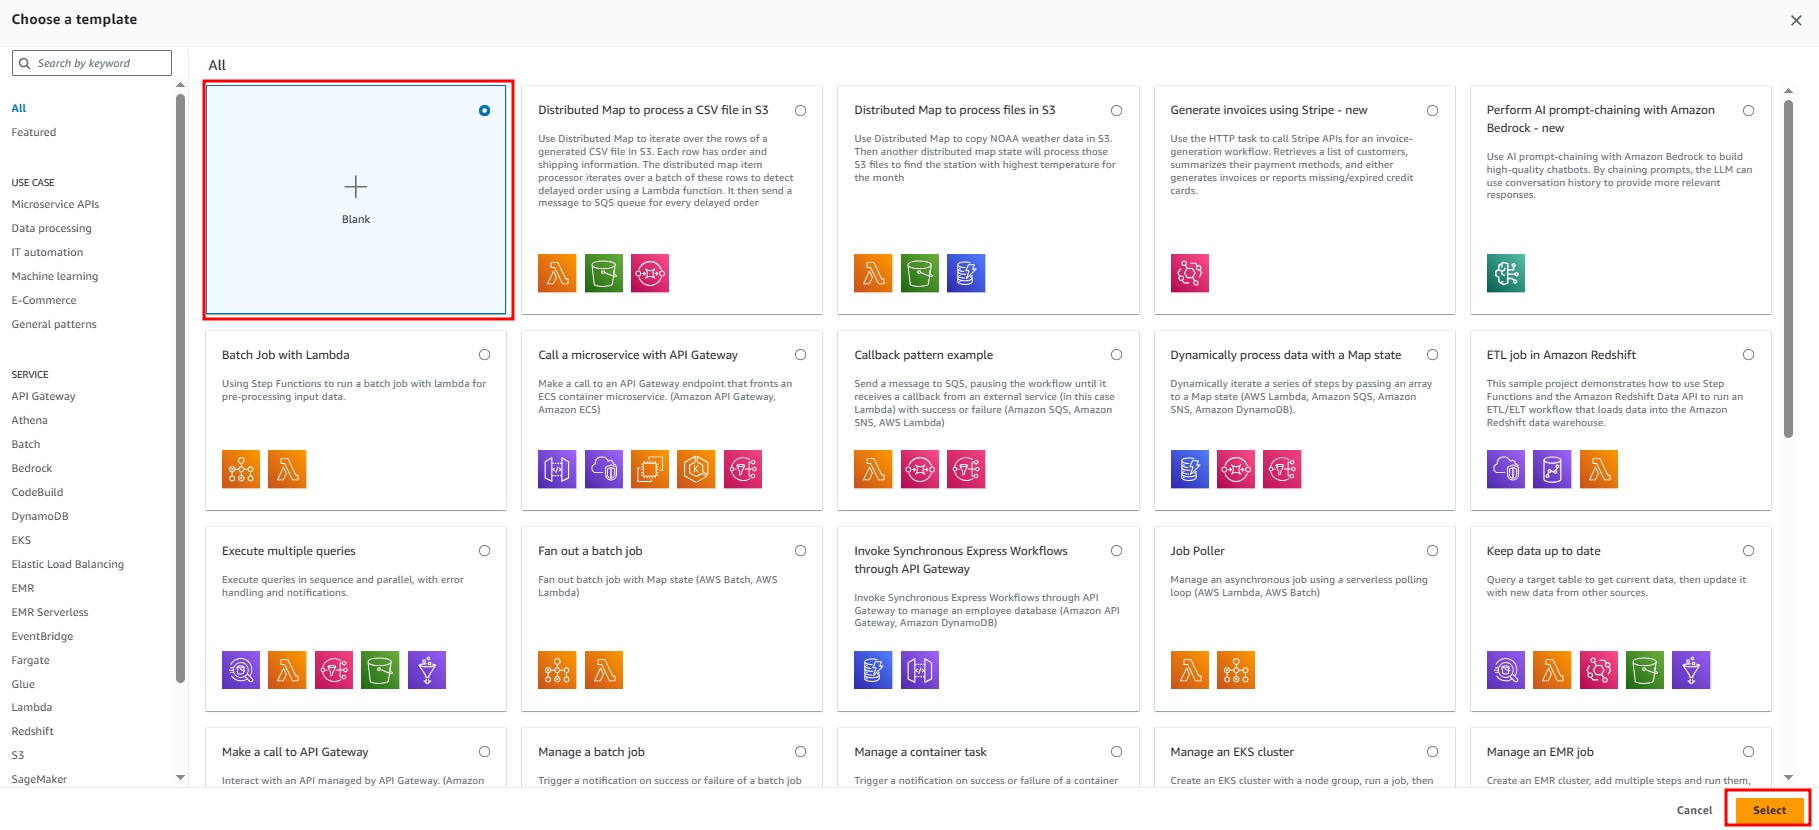 Choose a template
Search by keyword
All
Featured
USE CASE
Microservice APIs
Data processing
IT automation
Machine learning
E-Commerce
General patterns
SERVICE
API Gateway
Athena
Batch
Bedrock
CodeBuild
DynamoDB
EKS
Elastic Load Balancing
EMR
EMR Serverless
EventBridge
Fargate
Glue
Lambda
Redshift
S3
SageMaker
All
Blank
Distributed Map to process a CSV file in S3
Use Distributed Map to iterate over the rows of a
generated CSV file in S3. Each row has order and
shipping information. The distributed map item
processor iterates over a batch of these rows to detect
delayed order using a Lambda function. It then send a
message to SQS queue for every delayed order
Distributed Map to process files in S3
Use Distributed Map to copy NOAA weather data in S3.
Then another distributed map state will process those
S3 files to find the station with highest temperature for
the month
Generate invoices using Stripe - new
Use the HTTP task to call Stripe APIs for an invoice-
generation workflow. Retrieves a list of customers,
summarizes their payment methods, and either
generates invoices or reports missing/expired credit
cards.
Perform AI prompt-chaining with Amazon
Bedrock - new
Use AI prompt-chaining with Amazon Bedrock to build
high-quality chatbots. By chaining prompts, the LLM can
use conversation history to provide more relevant
responses.
Batch Job with Lambda
Using Step Functions to run a batch job with lambda for
pre-processing input data.
Call a microservice with API Gateway
Make a call to an API Gateway endpoint that fronts an
ECS container microservice. (Amazon API Gateway,
Amazon ECS)
Callback pattern example
Send a message to SQS, pausing the workflow until it
receives a callback from an external service (in this case
Lambda) with success or failure (Amazon SQS, Amazon
SNS, AWS Lambda)
Dynamically process data with a Map state
Dynamically iterate a series of steps by passing an array
to a Map state (AWS Lambda, Amazon SQS, Amazon
SNS, Amazon DynamoDB).
ETL job in Amazon Redshift
This sample project demonstrates how to use Step
Functions and the Amazon Redshift Data API to run an
ETL/ELT workflow that loads data into the Amazon
Redshift data warehouse.
Execute multiple queries
Execute queries in sequence and parallel, with error
handling and notifications.
Fan out a batch job
Fan out batch job with Map state (AWS Batch, AWS
Lambda)
Invoke Synchronous Express Workflows
through API Gateway
Invoke Synchronous Express Workflows through API
Gateway to manage an employee database (Amazon API
Gateway, Amazon DynamoDB)
Job Poller
Manage an asynchronous job using a serverless polling
loop (AWS Lambda, AWS Batch)
Keep data up to date
Query a target table to get current data, then update it
with new data from other sources.
Make a call to API Gateway
Interact with an API managed by API Gateway. (Amazon
Manage a batch job
Trigger a notification on success or failure of a batch job
Manage a container task
Trigger a notification on success or failure of a container
Manage an EKS cluster
Create an EKS cluster with a node group, run a job, then
Manage an EMR job
Create an EMR cluster, add multiple steps and run them,
Cancel
Select